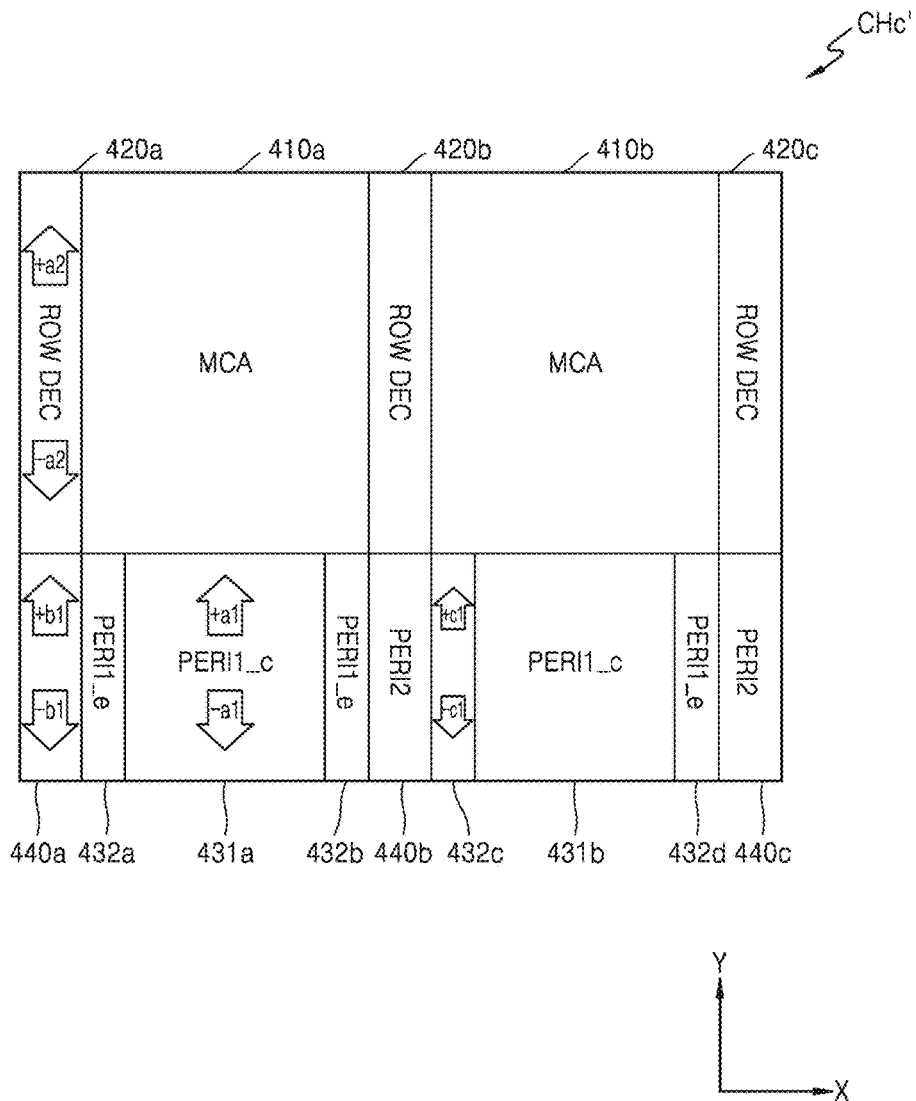 CHc'
420a 410a 420b 410b 420c
+a2
ROW DEC
-a2
MCA
ROW DEC
MCA
ROW DEC
+b1
-b1
PERI1_e
+a1
PERI1_c
-a1
PERI1_e
PERI2
+c1
-c1
PERI1_c
PERI1_e
PERI2
440a 432a 431a 432b 440b 432c 431b 432d 440c
Y
X